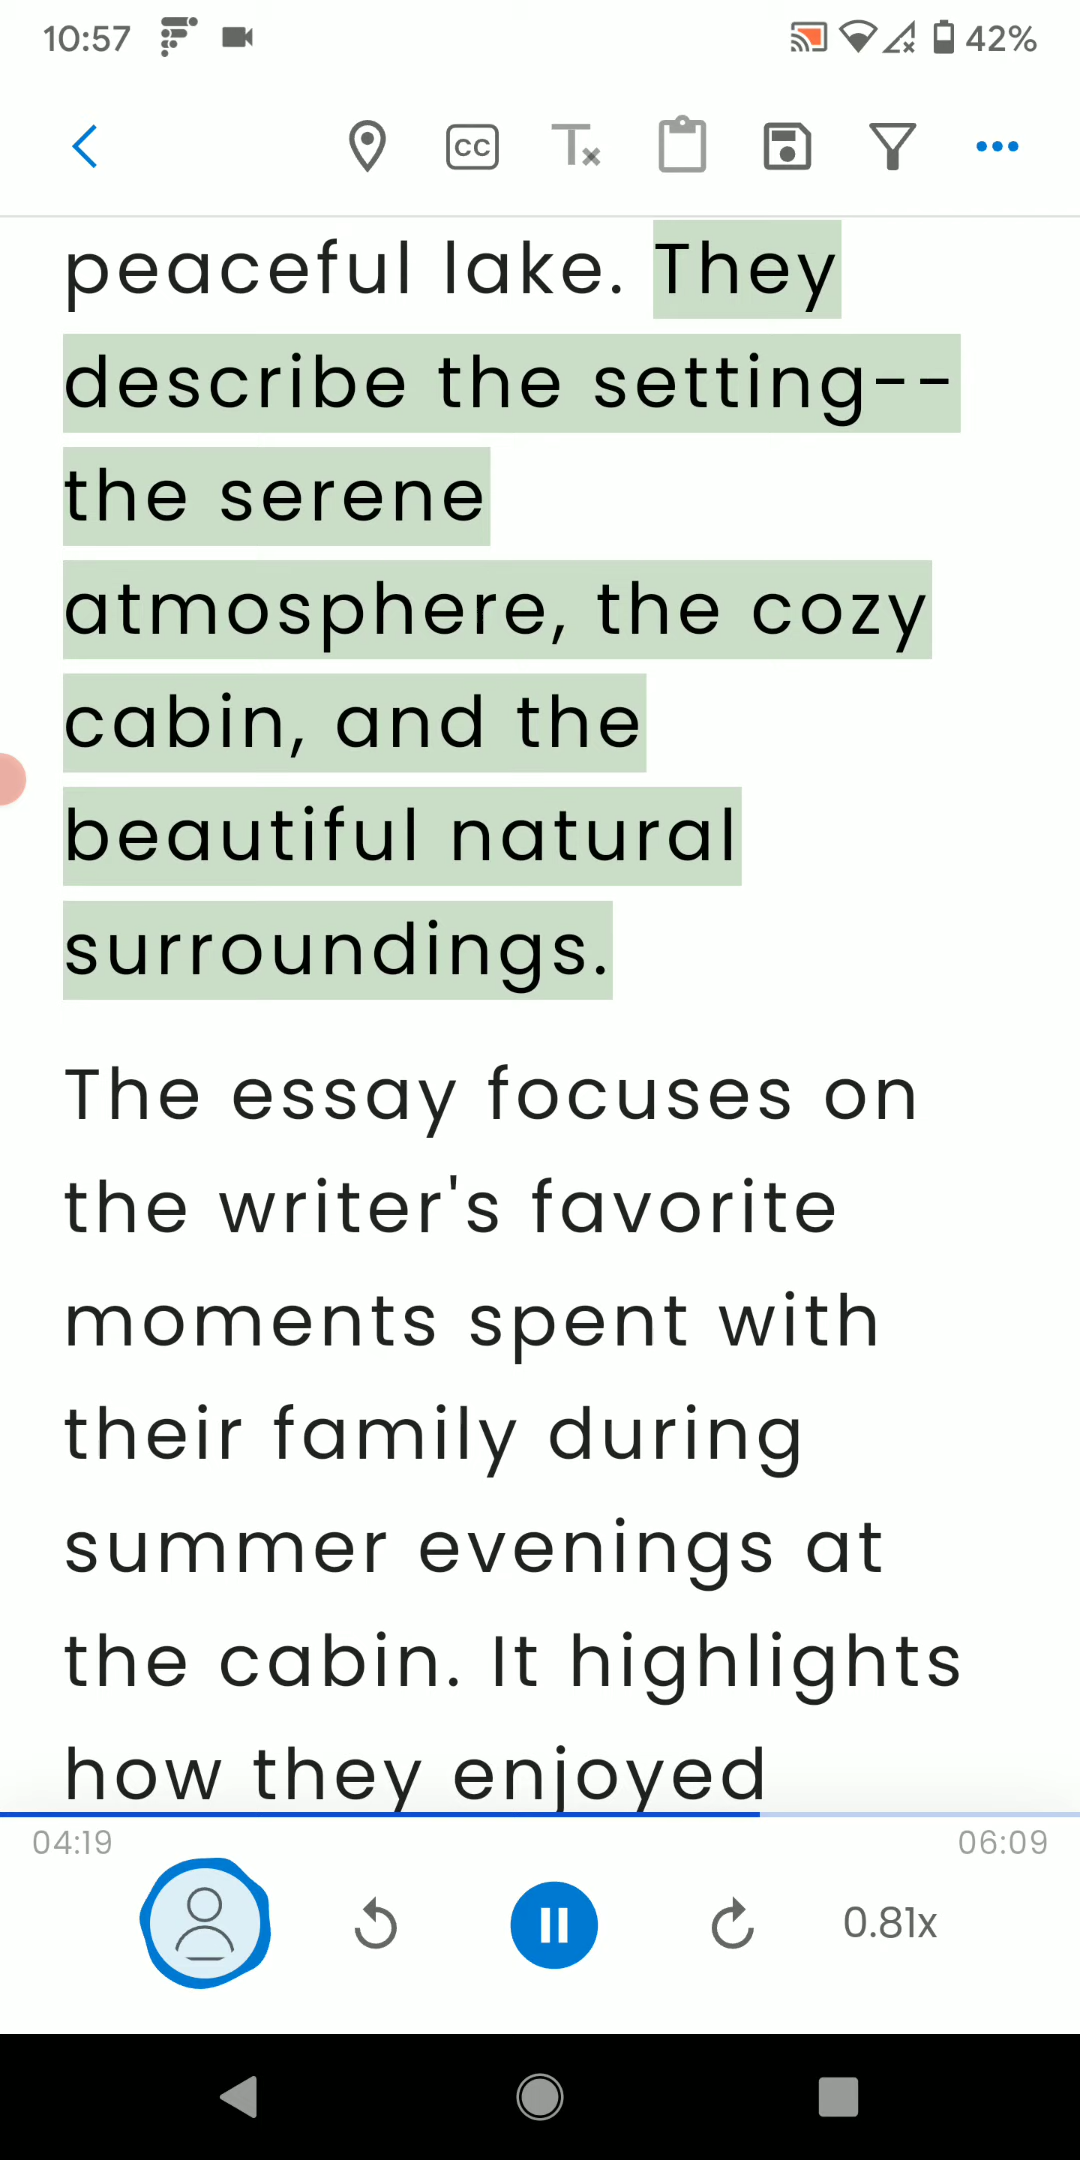 10:57
42%
CC
Tx
peaceful lake. They
describe the setting--
the serene
atmosphere, the cozy
cabin, and the
beautiful natural
surroundings.
The essay focuses on
the writer's favorite
moments spent with
their family during
summer evenings at
the cabin. It highlights
how they enjoyed
04:19
06:09
0.81x